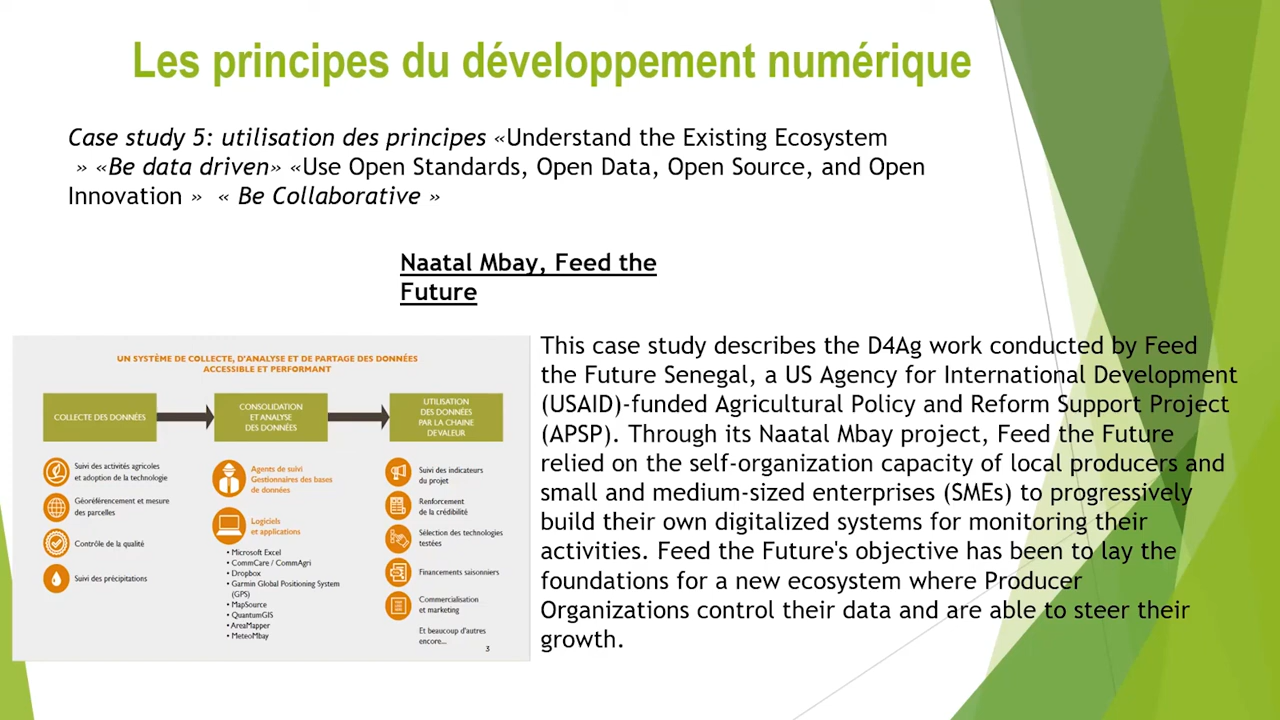 Les principes du développement numérique
Case study 5: utilisation des principes «Understand the Existing Ecosystem
» «Be data driven» «Use Open Standards, Open Data, Open Source, and Open
Innovation » « Be Collaborative »
Naatal Mbay, Feed the
Future
UN SYSTÈME DE COLLECTE, D'ANALYSE ET DE PARTAGE DES DONNÉES
ACCESSIBLE ET PERFORMANT
COLLECTE DES DONNÉES
CONSOLIDATION
ET ANALYSE
DES DONNÉES
UTILISATION
DES DONNÉES
PAR LA CHAINE
DEVALEUR
Suivi des activités agricoles
et adoption de la technologie
Géoréférencement et mesure
des parcelles
Contrôle de la qualité
Suivi des précipitations
Agents de suivi
Gestionnaires des bases
de données
Logiciels
et applications
• Microsoft Excel
• CommCare / CommAgri
• Dropbox
• Garmin Global Positioning System
(GPS)
• MapSource
• QuantumGIS
• AreaMapper
• MeteoMbay
Suivi des indicateurs
du projet
Renforcement
de la crédibilité
Sélection des technologies
testées
Financements saisonniers
Commercialisation
et marketing
Et beaucoup d'autres
encore...
3
This case study describes the D4Ag work conducted by Feed
the Future Senegal, a US Agency for International Development
(USAID)-funded Agricultural Policy and Reform Support Project
(APSP). Through its Naatal Mbay project, Feed the Future
relied on the self-organization capacity of local producers and
small and medium-sized enterprises (SMEs) to progressively
build their own digitalized systems for monitoring their
activities. Feed the Future's objective has been to lay the
foundations for a new ecosystem where Producer
Organizations control their data and are able to steer their
growth.